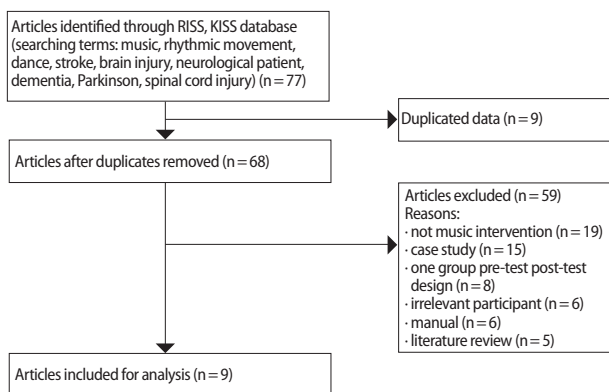 Articles identified through RISS, KISS database
(searching terms: music, rhythmic movement,
dance, stroke, brain injury, neurological patient,
dementia, Parkinson, spinal cord injury) (n=77)
Duplicated data (n=9)
Articles after duplicates removed (n=68)
Articles excluded (n=59)
Reasons:
· not music intervention (n=19)
· case study (n=15)
· one group pre-test post-test
design (n=8)
· irrelevant participant (n=6)
· manual (n=6)
· literature review (n=5)
Articles included for analysis (n=9)